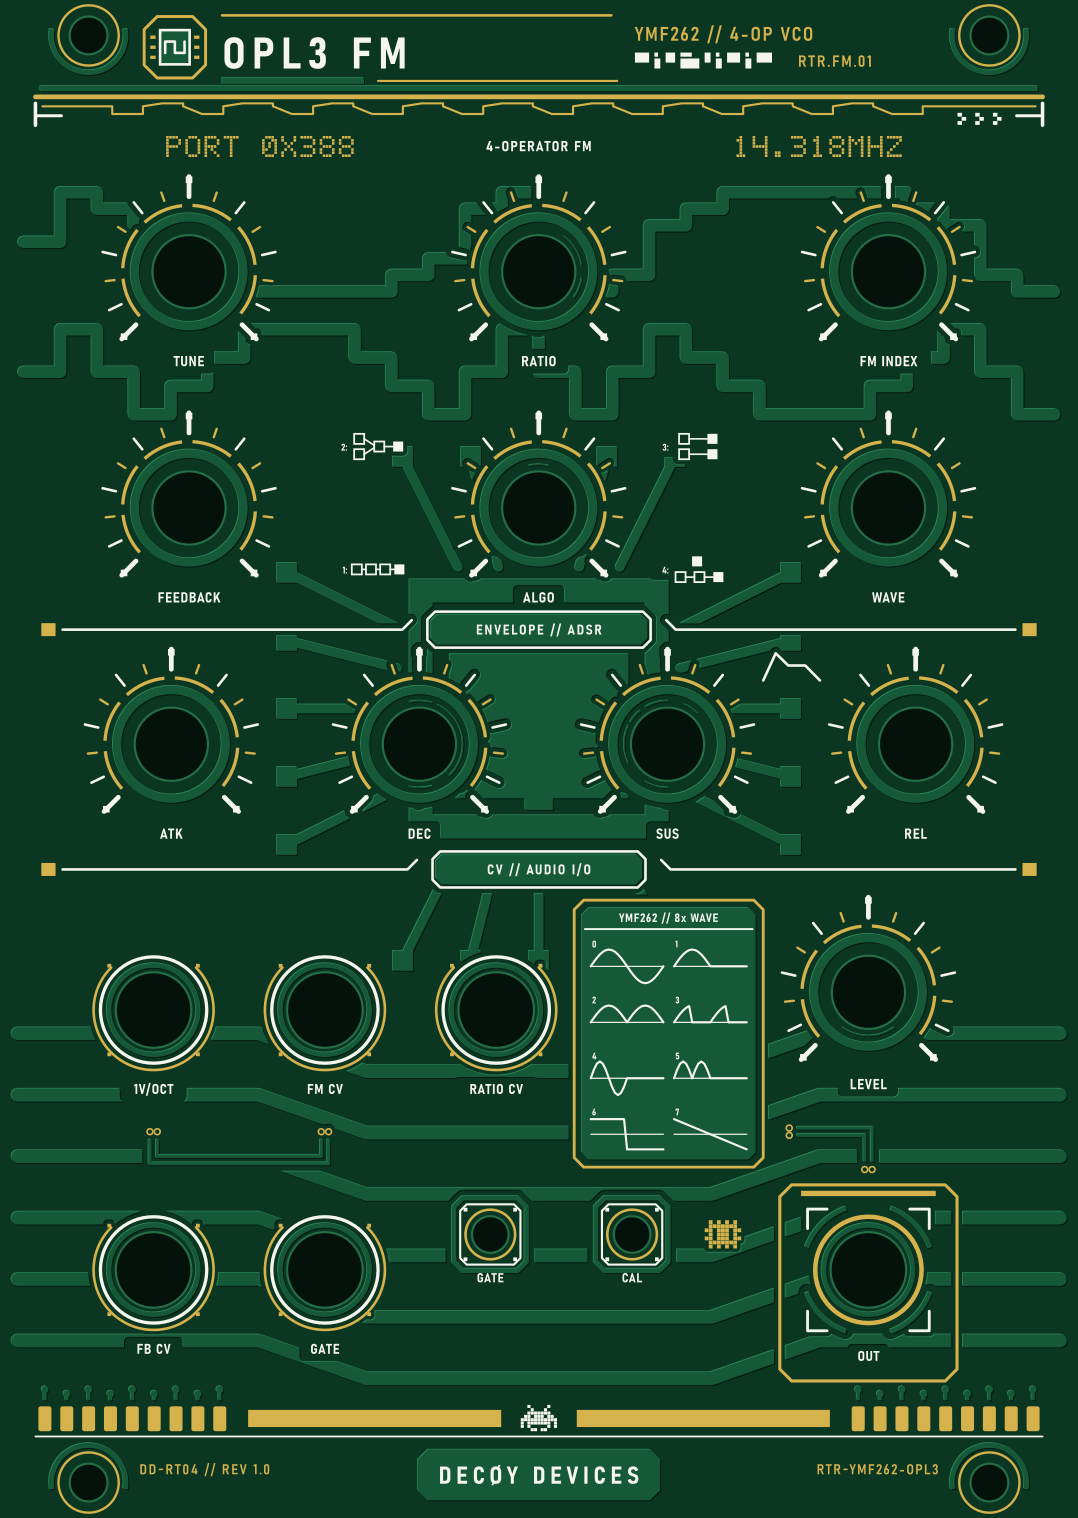 OPL3 FM
YMF262 // 4-OP VCO
RTR.FM.01
PORT 0X388
4-OPERATOR FM
14.318MHZ
TUNE
RATIO
FM INDEX
2:
3:
1:
4:
FEEDBACK
ALGO
WAVE
ENVELOPE // ADSR
ATK
DEC
SUS
REL
CV // AUDIO I/O
YMF262 // 8x WAVE
0
1
2
3
4
5
6
7
1V/OCT
FM CV
RATIO CV
LEVEL
GATE
CAL
FB CV
GATE
OUT
DD-RT04 // REV 1.0
DECØY DEVICES
RTR-YMF262-OPL3